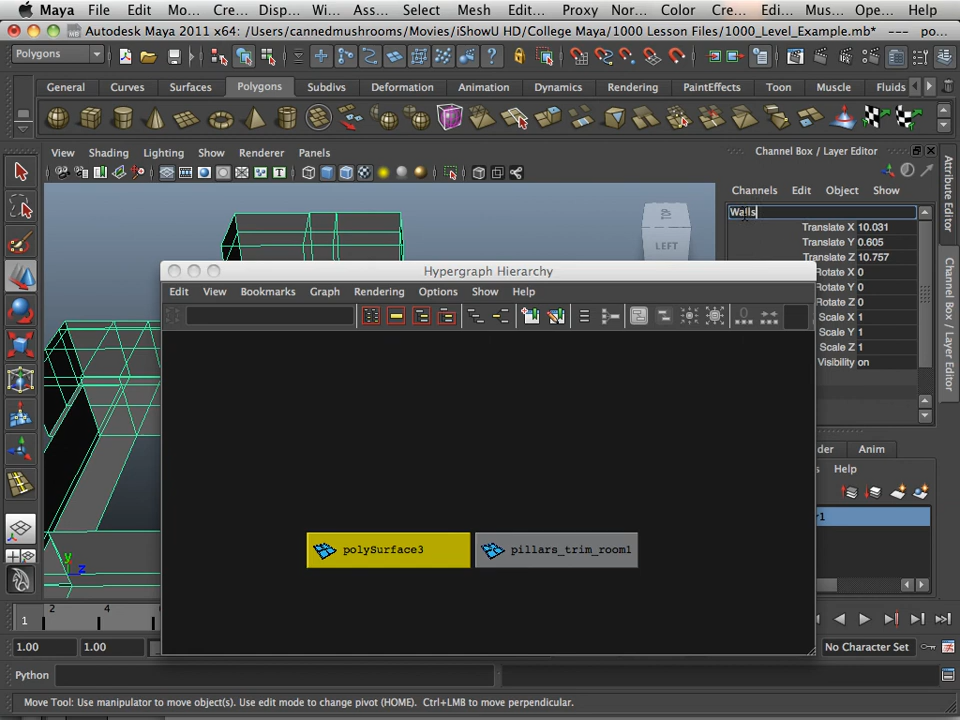 Maya File Edit Mo... Cre... Disp... Wi... Ass... Select Mesh Edit... Proxy Nor... Color Cre... Edi... Mus... Ope... Help
Autodesk Maya 2011 x64: /Users/cannedmushrooms/Movies/iShowU HD/College Maya/1000 Lesson Files/1000_Level_Example.mb* --- po...
Polygons
General Curves Surfaces Polygons Subdivs Deformation Animation Dynamics Rendering PaintEffects Toon Muscle Fluids
View Shading Lighting Show Renderer Panels
Channel Box / Layer Editor
Channels Edit Object Show
Walls
Translate X 10.031
Translate Y 0.605
Translate Z 10.757
Rotate X 0
Rotate Y 0
Rotate Z 0
Scale X 1
Scale Y 1
Scale Z 1
Visibility on
TOP
LEFT
Attribute Editor
Channel Box / Layer Editor
Hypergraph Hierarchy
Edit View Bookmarks Graph Rendering Options Show Help
polySurface3
pillars_trim_room1
der Anim
s Help
r1
y
z
1
2 4 6
1.00 1.00
No Character Set
Python
Move Tool: Use manipulator to move object(s). Use edit mode to change pivot (HOME). Ctrl+LMB to move perpendicular.